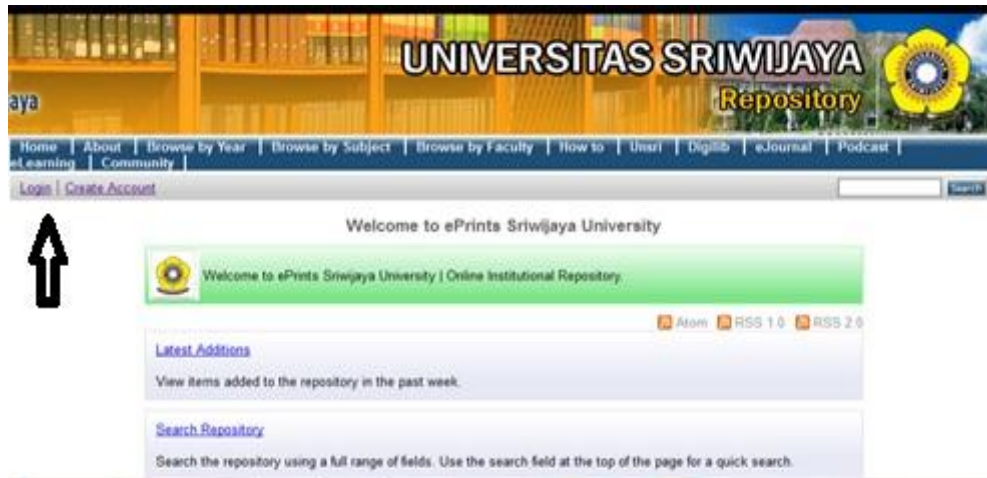 UNIVERSITAS SRIWIJAYA
Repository
aya
Home | About | Browse by Year | Browse by Subject | Browse by Faculty | How to | Unsri | Digilib | eJournal | Podcast |
eLearning | Community |
Login | Create Account
Search
Welcome to ePrints Sriwijaya University
Welcome to ePrints Sriwijaya University | Online Institutional Repository.
Atom RSS 1.0 RSS 2.0
Latest Additions
View items added to the repository in the past week.
Search Repository
Search the repository using a full range of fields. Use the search field at the top of the page for a quick search.